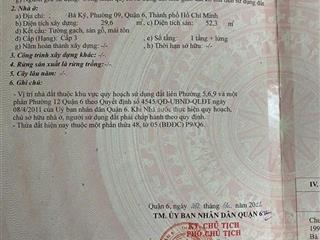 2. Nhà ở:
a) Địa chỉ: Bà Ký, Phường 09, Quận 6, Thành phố Hồ Chí Minh
b) Diện tích xây dựng: 29,6 m² c) Diện tích sàn: 52,3 m²
d) Kết cấu: Tường gạch, sàn gỗ, mái tôn
đ) Cấp (Hạng): Cấp 3 e) Số tầng: 1 tầng + lửng
g) Năm hoàn thành xây dựng: -/- h) Thời hạn sở hữu: -/-
3. Công trình xây dựng khác: -/-
4. Rừng sản xuất là rừng trồng: -/-
5. Cây lâu năm: -/-
6. Ghi chú:
- Vị trí nhà đất thuộc khu vực quy hoạch sử dụng đất liên Phường 5,6,9 và một
phần Phường 12 Quận 6 theo Quyết định số 4545/QĐ-UBND-QLĐT ngày
08/4/2011 của Ủy ban nhân dân Quận 6. Khi Nhà nước thực hiện quy hoạch,
chủ sở hữu nhà ở, người sử dụng đất phải chấp hành theo quy định.
- Thửa đất hiện nay thuộc một phần thửa 48, tờ 05 (BĐĐC) P9/Q6.
Quận 6, ngày
TM. ỦY BAN NHÂN DÂN QUẬN 6
KT. CHỦ TỊCH
PHÓ CHỦ TỊCH
IV.
Chu
199
Bà